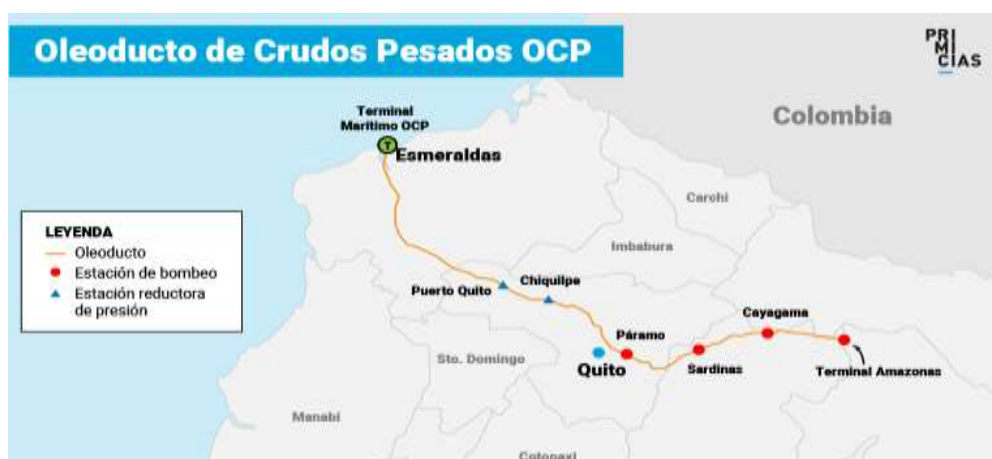 Oleoducto de Crudos Pesados OCP
PRI
MI
CIAS
Colombia
Terminal
Marítimo OCP
T
Esmeraldas
Carchi
Imbabura
LEYENDA
Oleoducto
Estación de bombeo
Estación reductora
de presión
Puerto Quito
Chiquilpe
Cayagama
Páramo
Sto. Domingo
Quito
Sardinas
Terminal Amazonas
Manabí
Cotopaxi